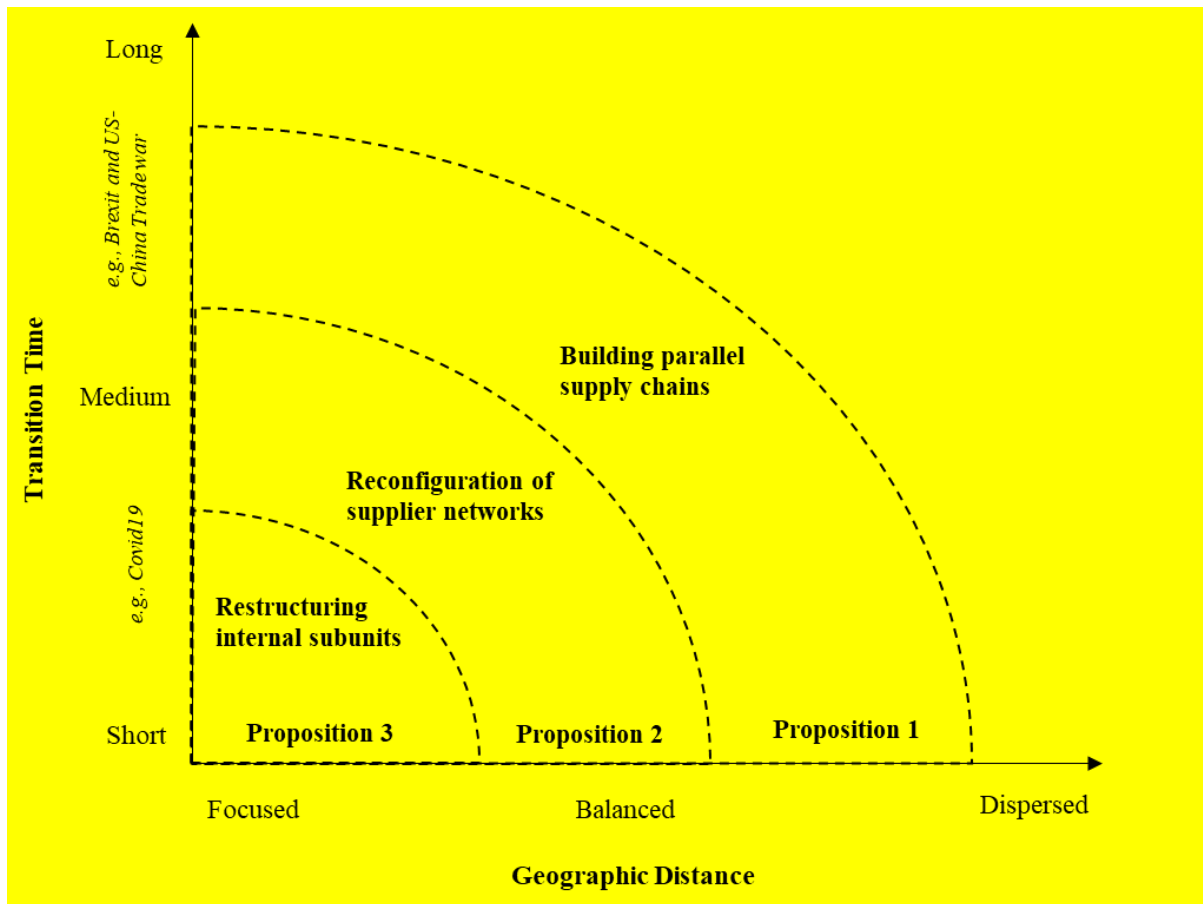 Long
e.g., Brexit and US-
China Tradewar
Transition Time
Building parallel
supply chains
Medium
Reconfiguration of
supplier networks
e.g., Covid19
Restructuring
internal subunits
Short
Proposition 3
Proposition 2
Proposition 1
Focused
Balanced
Dispersed
Geographic Distance